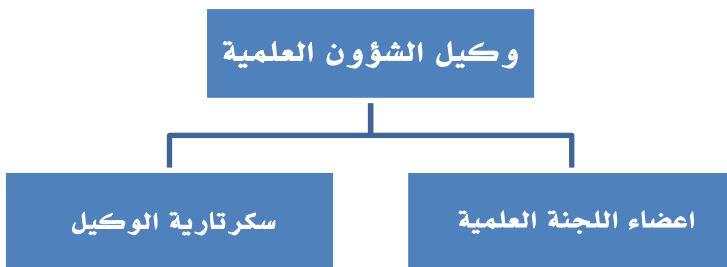 وكيل الشؤون العلمية
اعضاء اللجنة العلمية
سكرتارية الوكيل